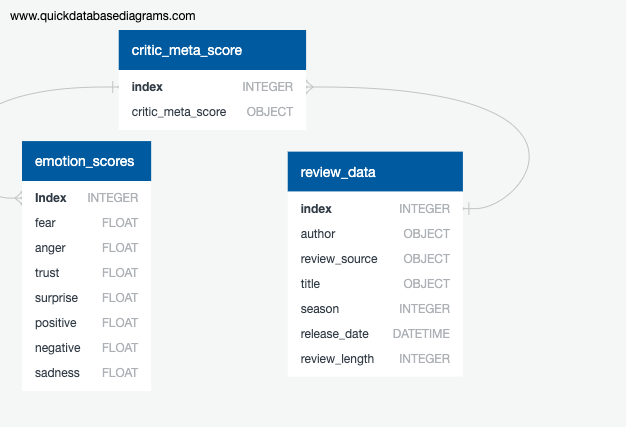 www.quickdatabasediagrams.com
critic_meta_score
index INTEGER
critic_meta_score OBJECT
emotion_scores
Index INTEGER
fear FLOAT
anger FLOAT
trust FLOAT
surprise FLOAT
positive FLOAT
negative FLOAT
sadness FLOAT
review_data
index INTEGER
author OBJECT
review_source OBJECT
title OBJECT
season INTEGER
release_date DATETIME
review_length INTEGER